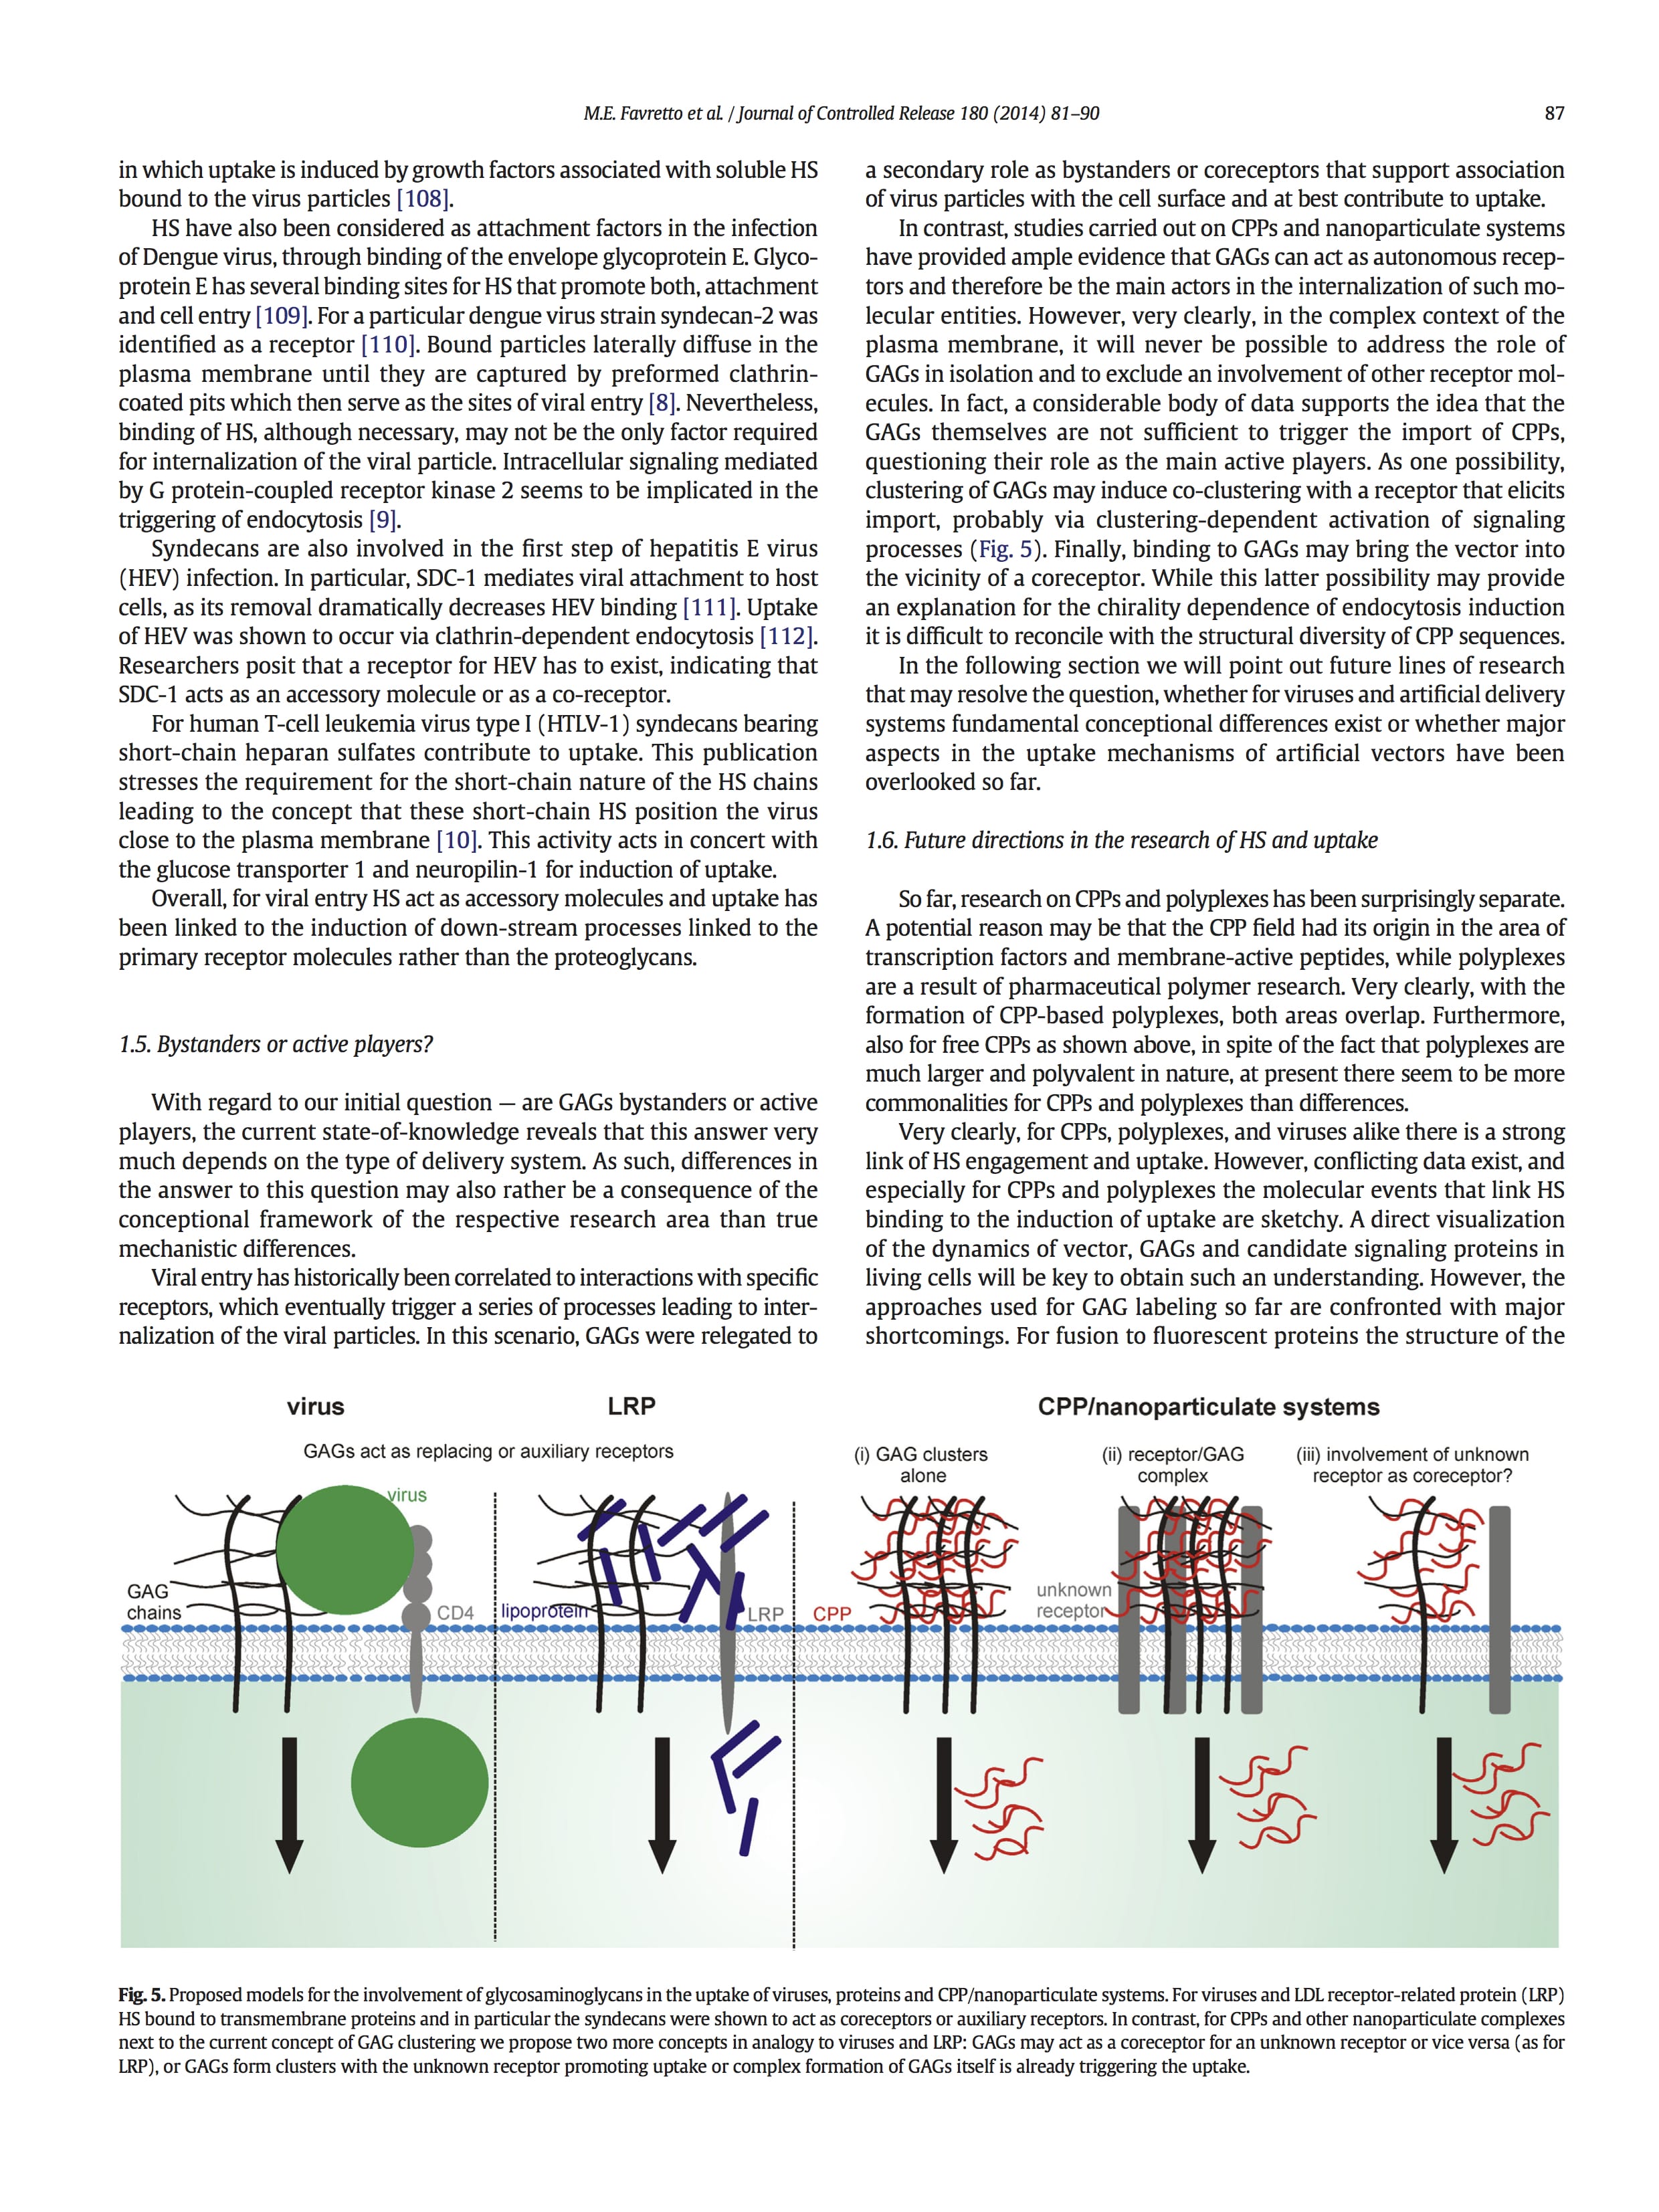 M.E. Favretto et al. / Journal of Controlled Release 180 (2014) 81–90
87
in which uptake is induced by growth factors associated with soluble HS
bound to the virus particles [108].
HS have also been considered as attachment factors in the infection
of Dengue virus, through binding of the envelope glycoprotein E. Glyco-
protein E has several binding sites for HS that promote both, attachment
and cell entry [109]. For a particular dengue virus strain syndecan-2 was
identified as a receptor [110]. Bound particles laterally diffuse in the
plasma membrane until they are captured by preformed clathrin-
coated pits which then serve as the sites of viral entry [8]. Nevertheless,
binding of HS, although necessary, may not be the only factor required
for internalization of the viral particle. Intracellular signaling mediated
by G protein-coupled receptor kinase 2 seems to be implicated in the
triggering of endocytosis [9].
Syndecans are also involved in the first step of hepatitis E virus
(HEV) infection. In particular, SDC-1 mediates viral attachment to host
cells, as its removal dramatically decreases HEV binding [111]. Uptake
of HEV was shown to occur via clathrin-dependent endocytosis [112].
Researchers posit that a receptor for HEV has to exist, indicating that
SDC-1 acts as an accessory molecule or as a co-receptor.
For human T-cell leukemia virus type I (HTLV-1) syndecans bearing
short-chain heparan sulfates contribute to uptake. This publication
stresses the requirement for the short-chain nature of the HS chains
leading to the concept that these short-chain HS position the virus
close to the plasma membrane [10]. This activity acts in concert with
the glucose transporter 1 and neuropilin-1 for induction of uptake.
Overall, for viral entry HS act as accessory molecules and uptake has
been linked to the induction of down-stream processes linked to the
primary receptor molecules rather than the proteoglycans.
1.5. Bystanders or active players?
With regard to our initial question — are GAGs bystanders or active
players, the current state-of-knowledge reveals that this answer very
much depends on the type of delivery system. As such, differences in
the answer to this question may also rather be a consequence of the
conceptional framework of the respective research area than true
mechanistic differences.
Viral entry has historically been correlated to interactions with specific
receptors, which eventually trigger a series of processes leading to inter-
nalization of the viral particles. In this scenario, GAGs were relegated to
a secondary role as bystanders or coreceptors that support association
of virus particles with the cell surface and at best contribute to uptake.
In contrast, studies carried out on CPPs and nanoparticulate systems
have provided ample evidence that GAGs can act as autonomous recep-
tors and therefore be the main actors in the internalization of such mo-
lecular entities. However, very clearly, in the complex context of the
plasma membrane, it will never be possible to address the role of
GAGs in isolation and to exclude an involvement of other receptor mol-
ecules. In fact, a considerable body of data supports the idea that the
GAGs themselves are not sufficient to trigger the import of CPPs,
questioning their role as the main active players. As one possibility,
clustering of GAGs may induce co-clustering with a receptor that elicits
import, probably via clustering-dependent activation of signaling
processes (Fig. 5). Finally, binding to GAGs may bring the vector into
the vicinity of a coreceptor. While this latter possibility may provide
an explanation for the chirality dependence of endocytosis induction
it is difficult to reconcile with the structural diversity of CPP sequences.
In the following section we will point out future lines of research
that may resolve the question, whether for viruses and artificial delivery
systems fundamental conceptional differences exist or whether major
aspects in the uptake mechanisms of artificial vectors have been
overlooked so far.
1.6. Future directions in the research of HS and uptake
So far, research on CPPs and polyplexes has been surprisingly separate.
A potential reason may be that the CPP field had its origin in the area of
transcription factors and membrane-active peptides, while polyplexes
are a result of pharmaceutical polymer research. Very clearly, with the
formation of CPP-based polyplexes, both areas overlap. Furthermore,
also for free CPPs as shown above, in spite of the fact that polyplexes are
much larger and polyvalent in nature, at present there seem to be more
commonalities for CPPs and polyplexes than differences.
Very clearly, for CPPs, polyplexes, and viruses alike there is a strong
link of HS engagement and uptake. However, conflicting data exist, and
especially for CPPs and polyplexes the molecular events that link HS
binding to the induction of uptake are sketchy. A direct visualization
of the dynamics of vector, GAGs and candidate signaling proteins in
living cells will be key to obtain such an understanding. However, the
approaches used for GAG labeling so far are confronted with major
shortcomings. For fusion to fluorescent proteins the structure of the
virus
LRP
CPP/nanoparticulate systems
GAGs act as replacing or auxiliary receptors
(i) GAG clusters
alone
(ii) receptor/GAG
complex
(iii) involvement of unknown
receptor as coreceptor?
virus
GAG
chains
CD4
lipoprotein
LRP
CPP
unknown
receptor
Fig. 5. Proposed models for the involvement of glycosaminoglycans in the uptake of viruses, proteins and CPP/nanoparticulate systems. For viruses and LDL receptor-related protein (LRP)
HS bound to transmembrane proteins and in particular the syndecans were shown to act as coreceptors or auxiliary receptors. In contrast, for CPPs and other nanoparticulate complexes
next to the current concept of GAG clustering we propose two more concepts in analogy to viruses and LRP: GAGs may act as a coreceptor for an unknown receptor or vice versa (as for
LRP), or GAGs form clusters with the unknown receptor promoting uptake or complex formation of GAGs itself is already triggering the uptake.